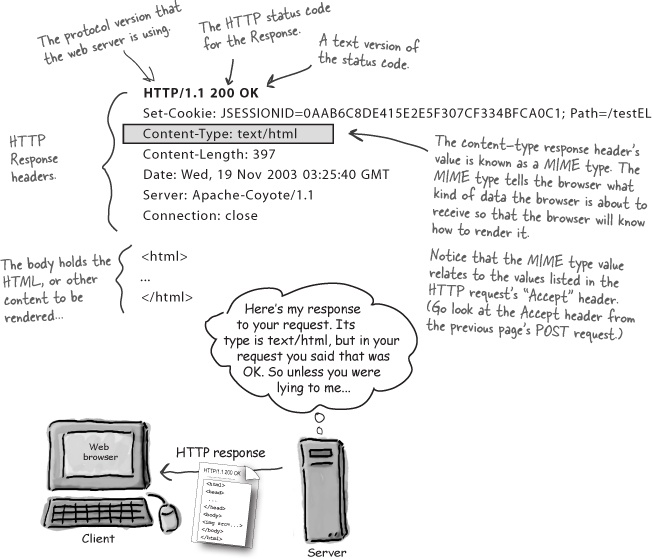 The protocol version that
the web server is using.
The HTTP status code
for the Response.
A text version of
the status code.
HTTP/1.1 200 OK
Set-Cookie: JSESSIONID=0AAB6C8DE415E2E5F307CF334BFCA0C1; Path=/testEL
Content-Type: text/html
Content-Length: 397
Date: Wed, 19 Nov 2003 03:25:40 GMT
Server: Apache-Coyote/1.1
Connection: close
HTTP
Response
headers.
The content-type response header's
value is known as a MIME type. The
MIME type tells the browser what
kind of data the browser is about to
receive so that the browser will know
how to render it.
Notice that the MIME type value
relates to the values listed in the
HTTP request's "Accept" header.
(Go look at the Accept header from
the previous page's POST request.)
The body holds the
HTML, or other
content to be
rendered...
<html>
...
</html>
Here's my response
to your request. Its
type is text/html, but in your
request you said that was
OK. So unless you were
lying to me...
Web
browser
Client
HTTP response
HTTP/1.1 200 OK
<html>
<head>
...
</head>
<body>
<img src=...>
</body>
</html>
Server